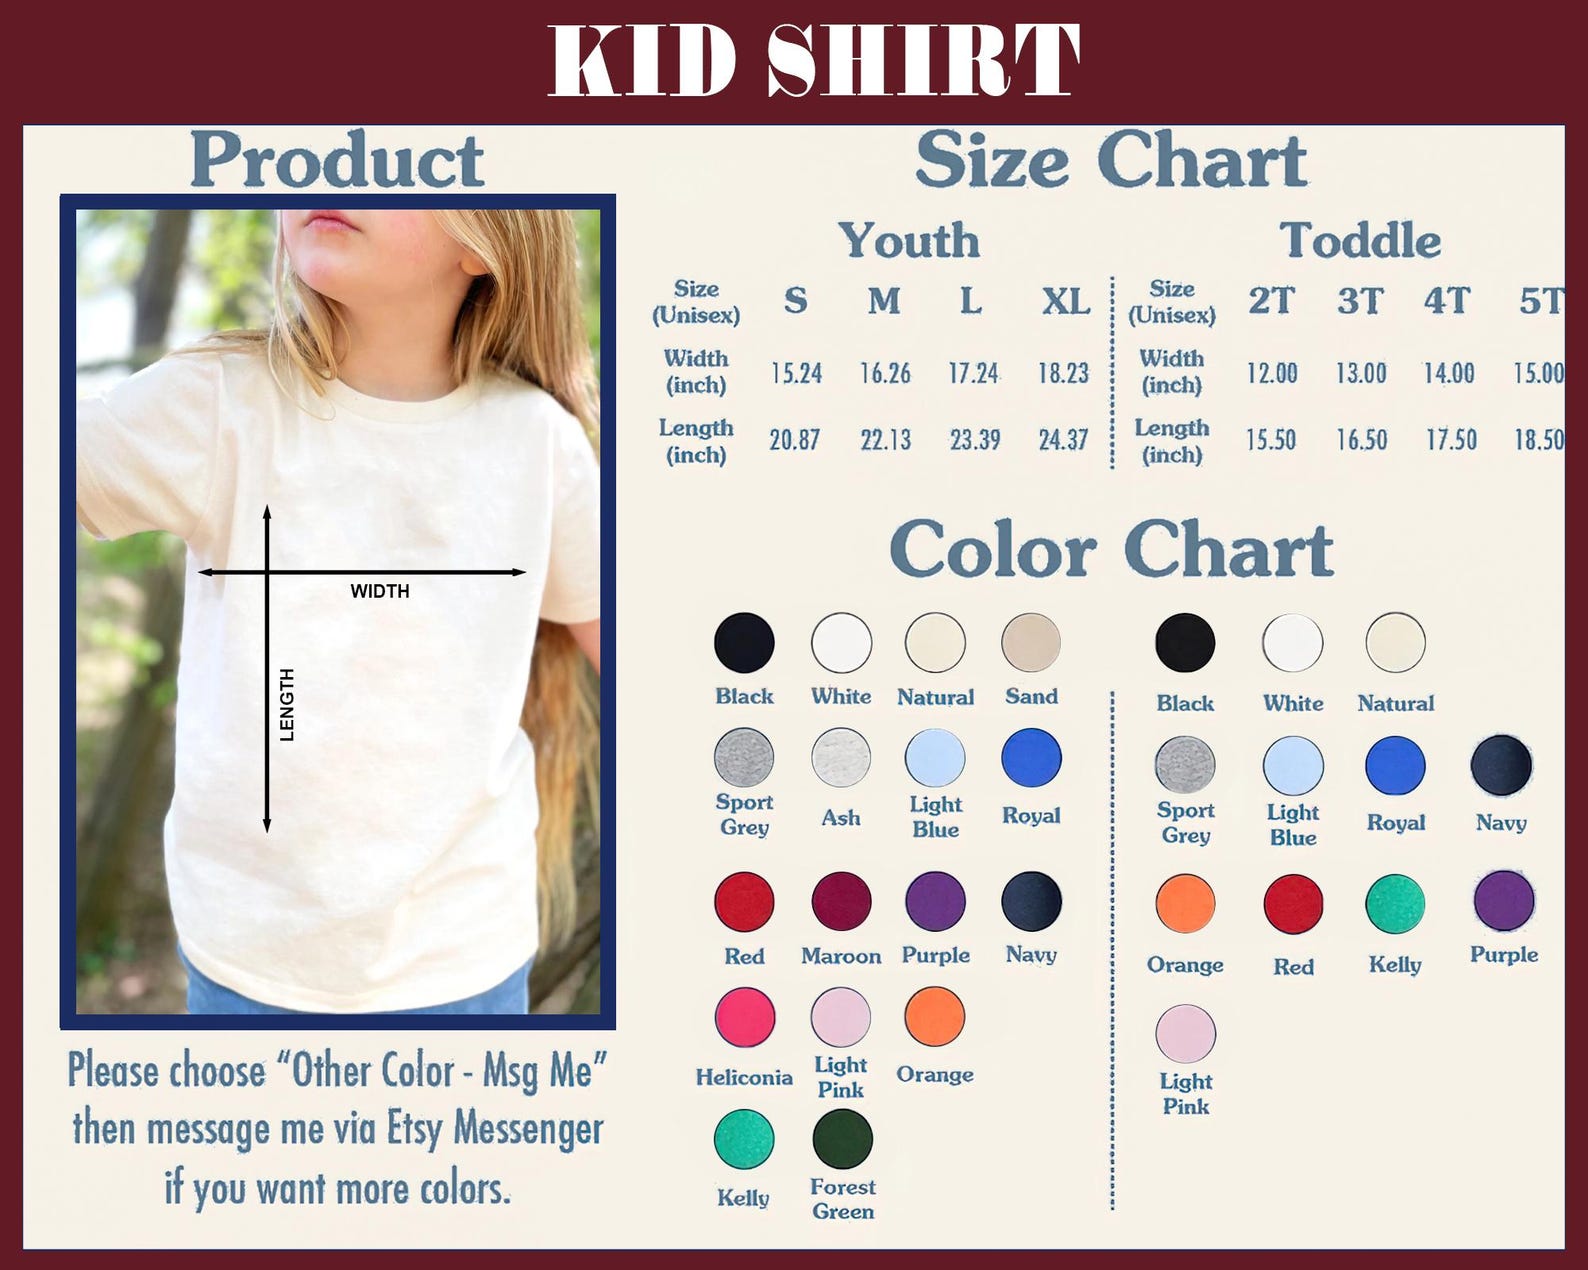 KID SHIRT
Product
WIDTH
LENGTH
Please choose “Other Color - Msg Me”
then message me via Etsy Messenger
if you want more colors.
Size Chart
Youth
Size
(Unisex)
S M L XL
Width
(inch)
15.24 16.26 17.24 18.23
Length
(inch)
20.87 22.13 23.39 24.37
Toddle
Size
(Unisex)
2T 3T 4T 5T
Width
(inch)
12.00 13.00 14.00 15.00
Length
(inch)
15.50 16.50 17.50 18.50
Color Chart
Black White Natural Sand
Sport
Grey
Ash
Light
Blue
Royal
Red Maroon Purple Navy
Heliconia
Light
Pink
Orange
Kelly
Forest
Green
Black White Natural
Sport
Grey
Light
Blue
Royal
Navy
Orange Red Kelly Purple
Light
Pink